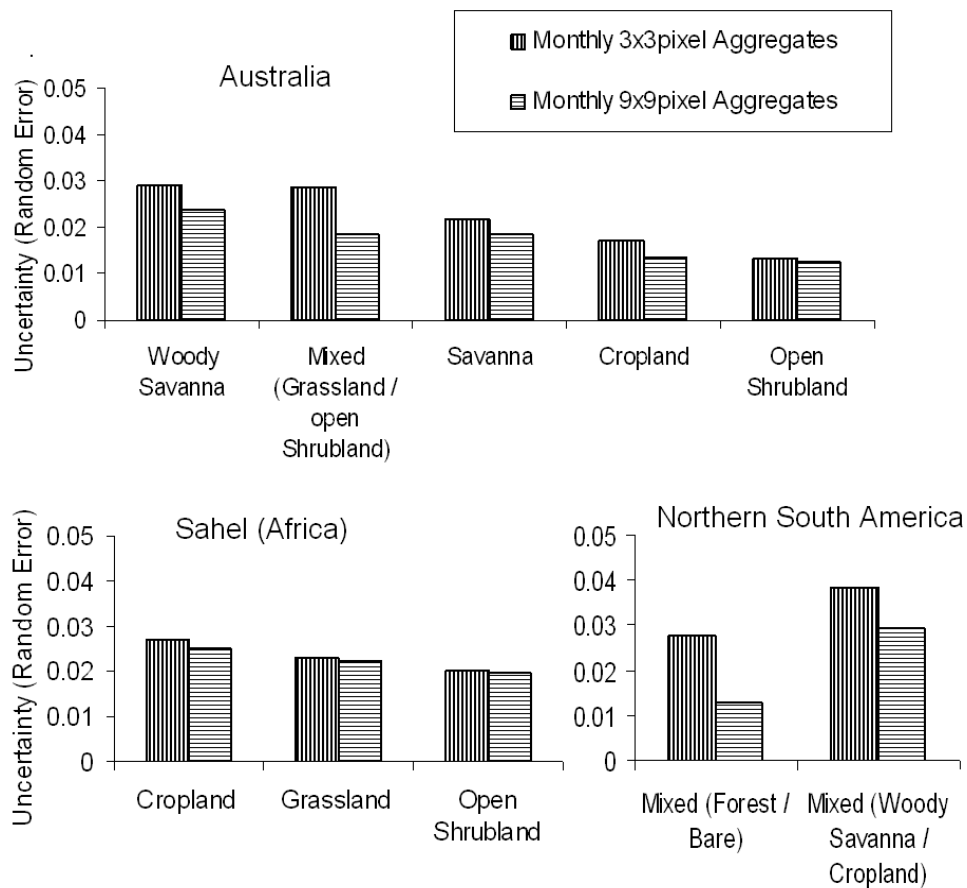 Monthly 3x3pixel Aggregates
Monthly 9x9pixel Aggregates
.
Australia
Uncertainty (Random Error)
0.05
0.04
0.03
0.02
0.01
0
Woody
Savanna
Mixed
(Grassland /
open
Shrubland)
Savanna
Cropland
Open
Shrubland
Sahel (Africa)
Uncertainty (Random Error)
0.05
0.04
0.03
0.02
0.01
0
Cropland
Grassland
Open
Shrubland
Northern South America
0.05
0.04
0.03
0.02
0.01
0
Mixed (Forest /
Bare)
Mixed (Woody
Savanna /
Cropland)